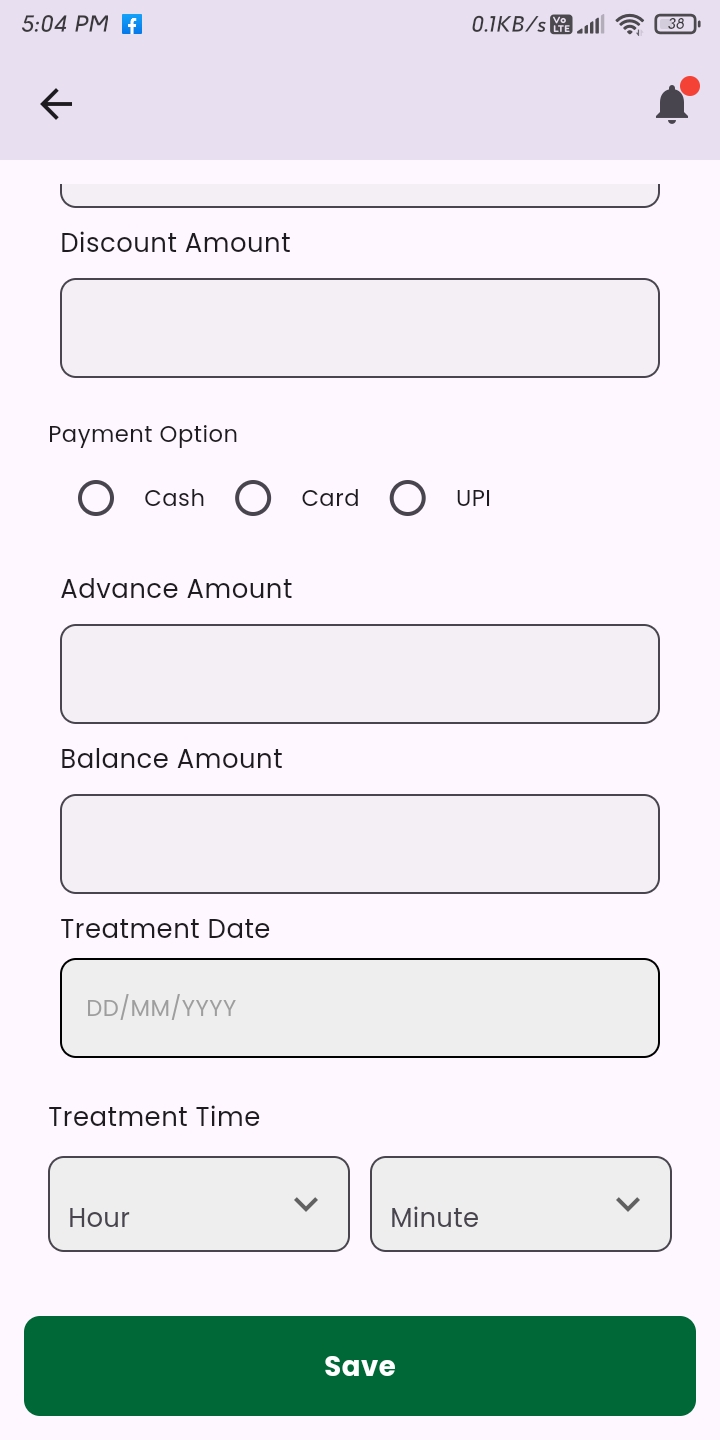 5:04 PM 0.1KB/s Vo LTE 38
Discount Amount
Payment Option
Cash Card UPI
Advance Amount
Balance Amount
Treatment Date
DD/MM/YYYY
Treatment Time
Hour Minute
Save